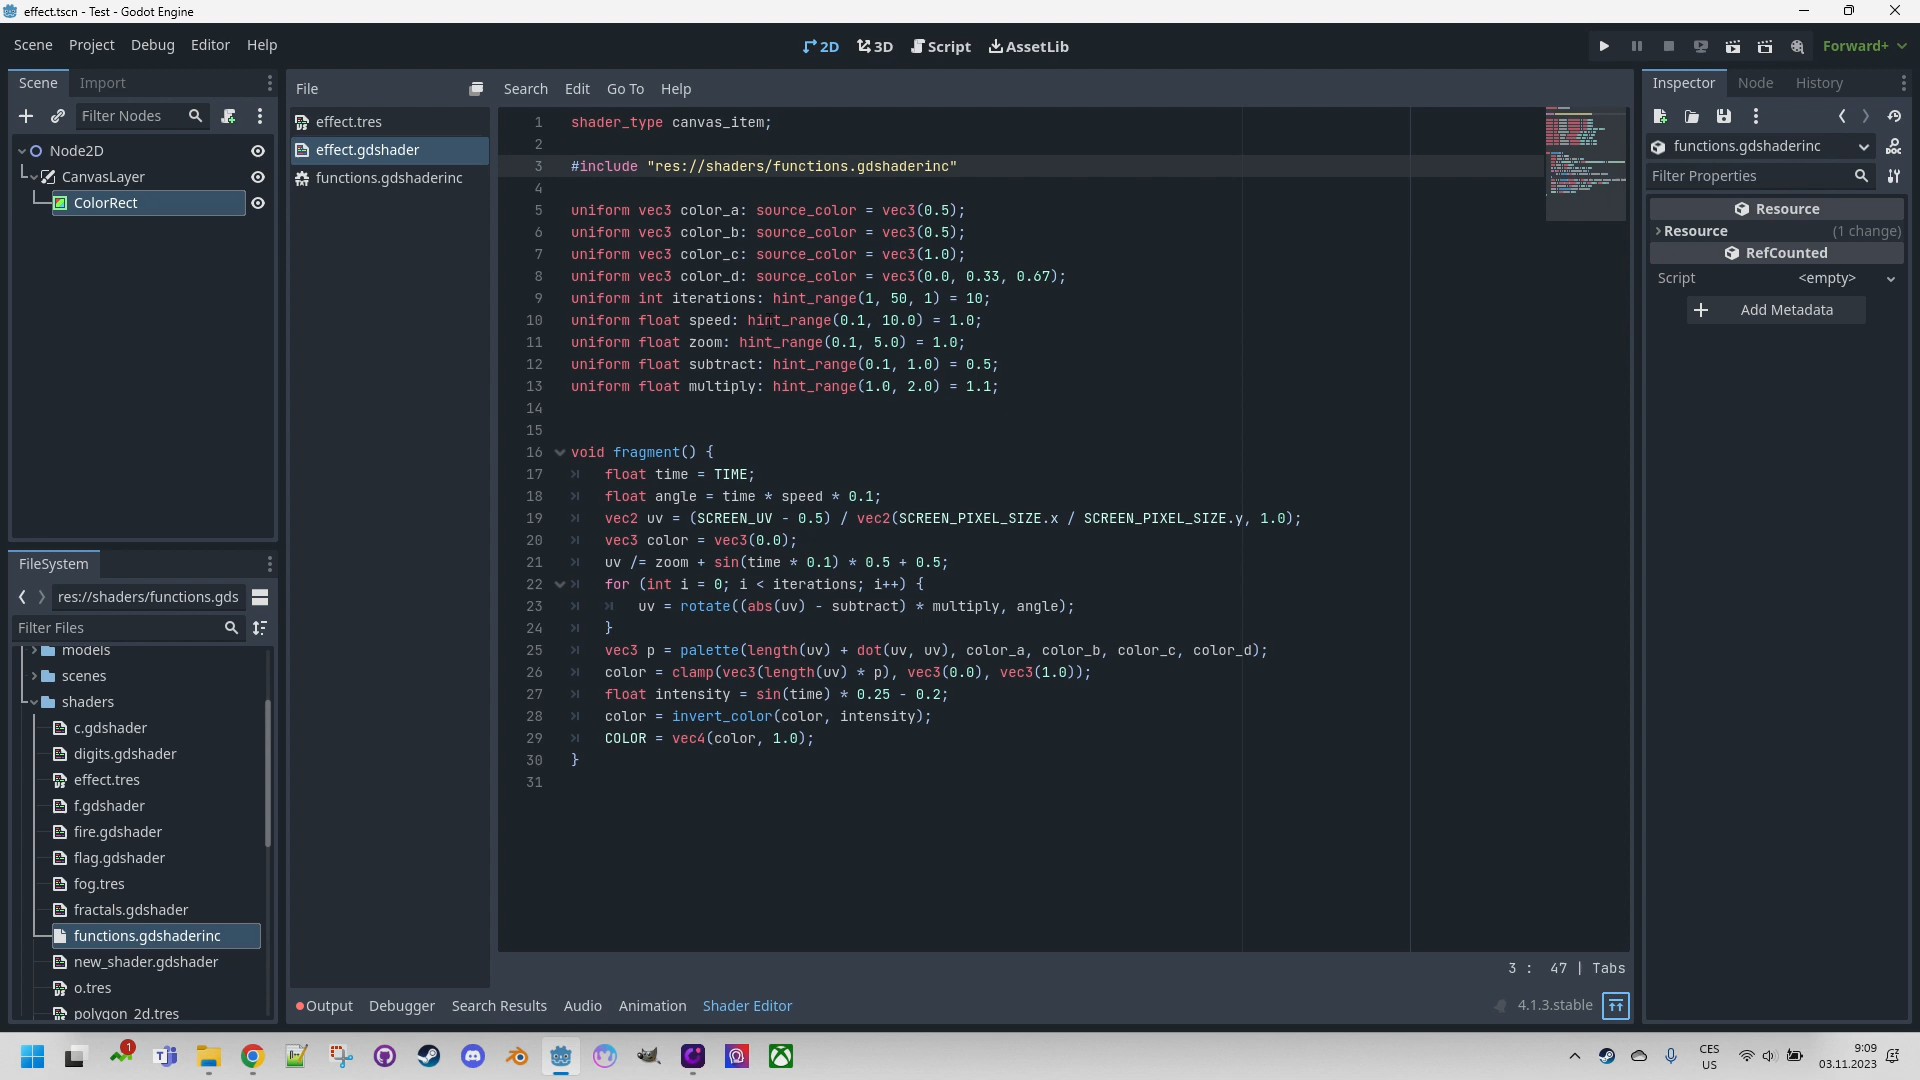 effect.tscn - Test - Godot Engine
Scene Project Debug Editor Help
2D 3D Script AssetLib
Forward+
Scene Import
Filter Nodes
Node2D
CanvasLayer
ColorRect
FileSystem
res://shaders/functions.gds
Filter Files
models
scenes
shaders
c.gdshader
digits.gdshader
effect.tres
f.gdshader
fire.gdshader
flag.gdshader
fog.tres
fractals.gdshader
functions.gdshaderinc
new_shader.gdshader
o.tres
polygon_2d.tres
File
effect.tres
effect.gdshader
functions.gdshaderinc
Search Edit Go To Help
1 shader_type canvas_item;
2
3 #include "res://shaders/functions.gdshaderinc"
4
5 uniform vec3 color_a: source_color = vec3(0.5);
6 uniform vec3 color_b: source_color = vec3(0.5);
7 uniform vec3 color_c: source_color = vec3(1.0);
8 uniform vec3 color_d: source_color = vec3(0.0, 0.33, 0.67);
9 uniform int iterations: hint_range(1, 50, 1) = 10;
10 uniform float speed: hint_range(0.1, 10.0) = 1.0;
11 uniform float zoom: hint_range(0.1, 5.0) = 1.0;
12 uniform float subtract: hint_range(0.1, 1.0) = 0.5;
13 uniform float multiply: hint_range(1.0, 2.0) = 1.1;
14
15
16 void fragment() {
17 float time = TIME;
18 float angle = time * speed * 0.1;
19 vec2 uv = (SCREEN_UV - 0.5) / vec2(SCREEN_PIXEL_SIZE.x / SCREEN_PIXEL_SIZE.y, 1.0);
20 vec3 color = vec3(0.0);
21 uv /= zoom + sin(time * 0.1) * 0.5 + 0.5;
22 for (int i = 0; i < iterations; i++) {
23 uv = rotate((abs(uv) - subtract) * multiply, angle);
24 }
25 vec3 p = palette(length(uv) + dot(uv, uv), color_a, color_b, color_c, color_d);
26 color = clamp(vec3(length(uv) * p), vec3(0.0), vec3(1.0));
27 float intensity = sin(time) * 0.25 - 0.2;
28 color = invert_color(color, intensity);
29 COLOR = vec4(color, 1.0);
30 }
31
3 : 47 | Tabs
Output Debugger Search Results Audio Animation Shader Editor
4.1.3.stable
Inspector Node History
functions.gdshaderinc
Filter Properties
Resource
Resource (1 change)
RefCounted
Script <empty>
Add Metadata
1
CES
US
9:09
03.11.2023